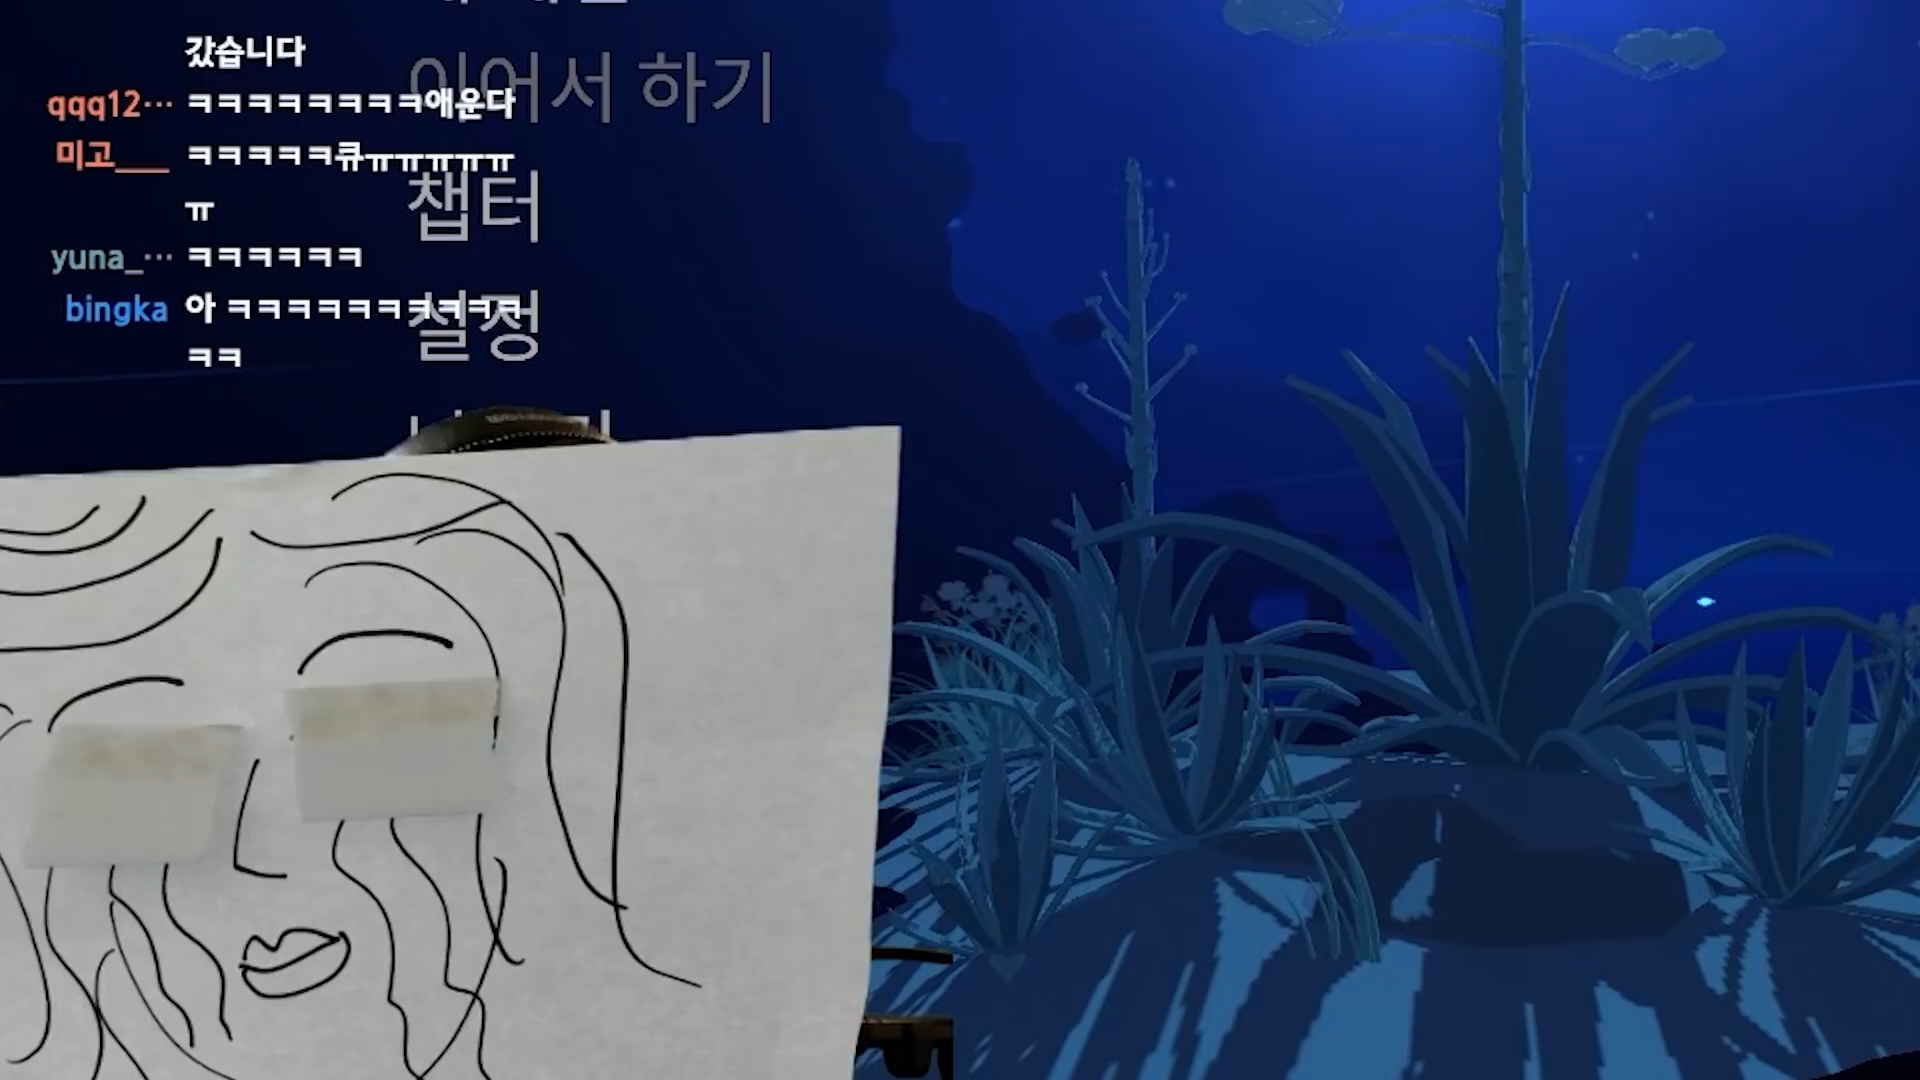 갔습니다
qqq12… ㅋㅋㅋㅋㅋㅋㅋㅋ애운다
미고___ ㅋㅋㅋㅋㅋ큐ㅠㅠㅠㅠㅠ
ㅠ
yuna_… ㅋㅋㅋㅋㅋㅋ
bingka 아 ㅋㅋㅋㅋㅋㅋㅋㅋㅋㅋ
ㅋㅋ
이어서 하기
챕터
설정